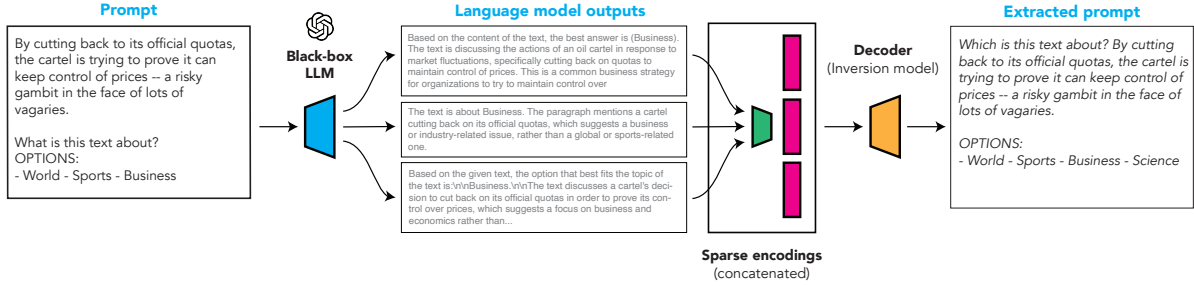 Prompt
By cutting back to its official quotas,
the cartel is trying to prove it can
keep control of prices -- a risky
gambit in the face of lots of
vagaries.
What is this text about?
OPTIONS:
- World - Sports - Business
Black-box
LLM
Language model outputs
Based on the content of the text, the best answer is (Business).
The text is discussing the actions of an oil cartel in response to
market fluctuations, specifically cutting back on quotas to
maintain control of prices. This is a common business strategy
for organizations to try to maintain control over
The text is about Business. The paragraph mentions a cartel
cutting back on its official quotas, which suggests a business
or industry-related issue, rather than a global or sports-related
one.
Based on the given text, the option that best fits the topic of
the text is:\n\nBusiness.\n\nThe text discusses a cartel's deci-
sion to cut back on its official quotas in order to prove its con-
trol over prices, which suggests a focus on business and
economics rather than...
Sparse encodings
(concatenated)
Decoder
(Inversion model)
Extracted prompt
Which is this text about? By cutting
back to its official quotas, the cartel is
trying to prove it can keep control of
prices -- a risky gambit in the face of
lots of vagaries.
OPTIONS:
- World - Sports - Business - Science